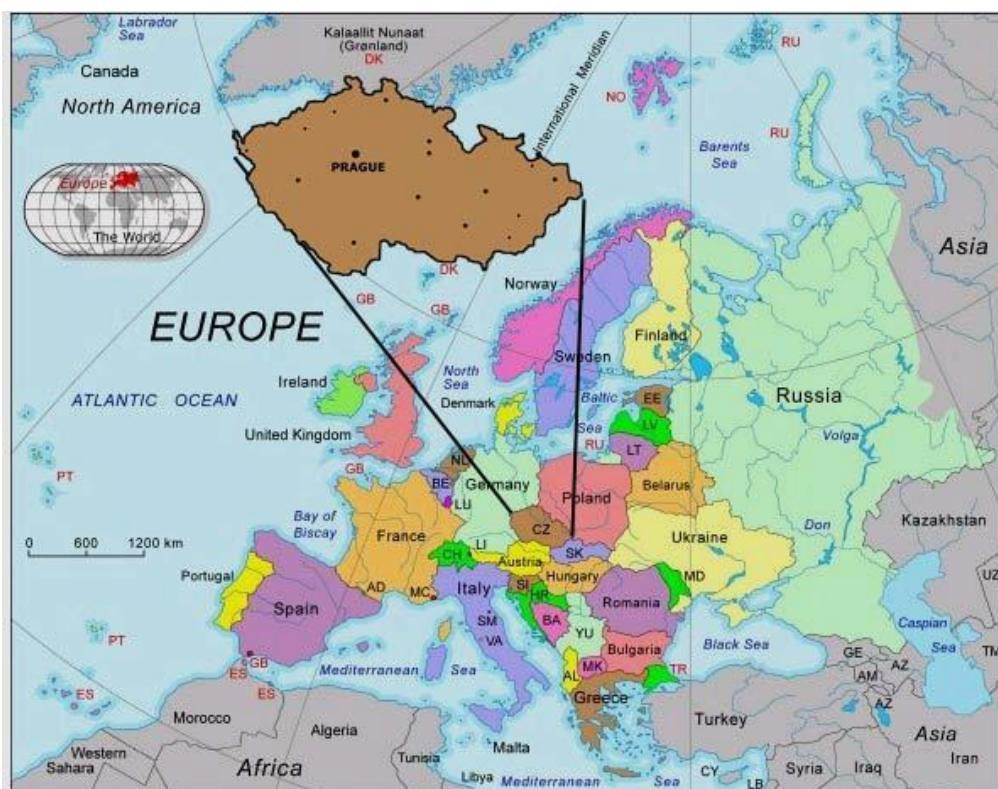 Labrador
Sea
Kalaallit Nunaat
(Grønland)
DK
RU
Canada
North America
International Meridian
NO
RU
Barents
Sea
PRAGUE
Europe
The World
Asia
DK
GB
GB
Norway
EUROPE
Finland
Sweden
North
Sea
Ireland
Denmark
Baltic
Sea
EE
Russia
ATLANTIC OCEAN
LV
United Kingdom
RU
LT
Volga
GB
NL
BE
Germany
Poland
Belarus
PT
LU
Bay of
Biscay
France
CZ
Ukraine
Don
Kazakhstan
0 600 1200 km
CH
LI
Austria
SK
Portugal
AD
MC
Italy
SI
Hungary
HR
MD
UZ
Spain
SM
VA
BA
Romania
YU
Caspian
Sea
PT
GB
ES
ES
ES
Mediterranean Sea
Bulgaria
Black Sea
MK
AL
TR
GE
AZ
AM
AZ
TM
Greece
Morocco
Algeria
Turkey
Asia
Western
Sahara
Africa
Tunisia
Malta
Libya
Mediterranean Sea
CY
LB
Syria
Iraq
Iran